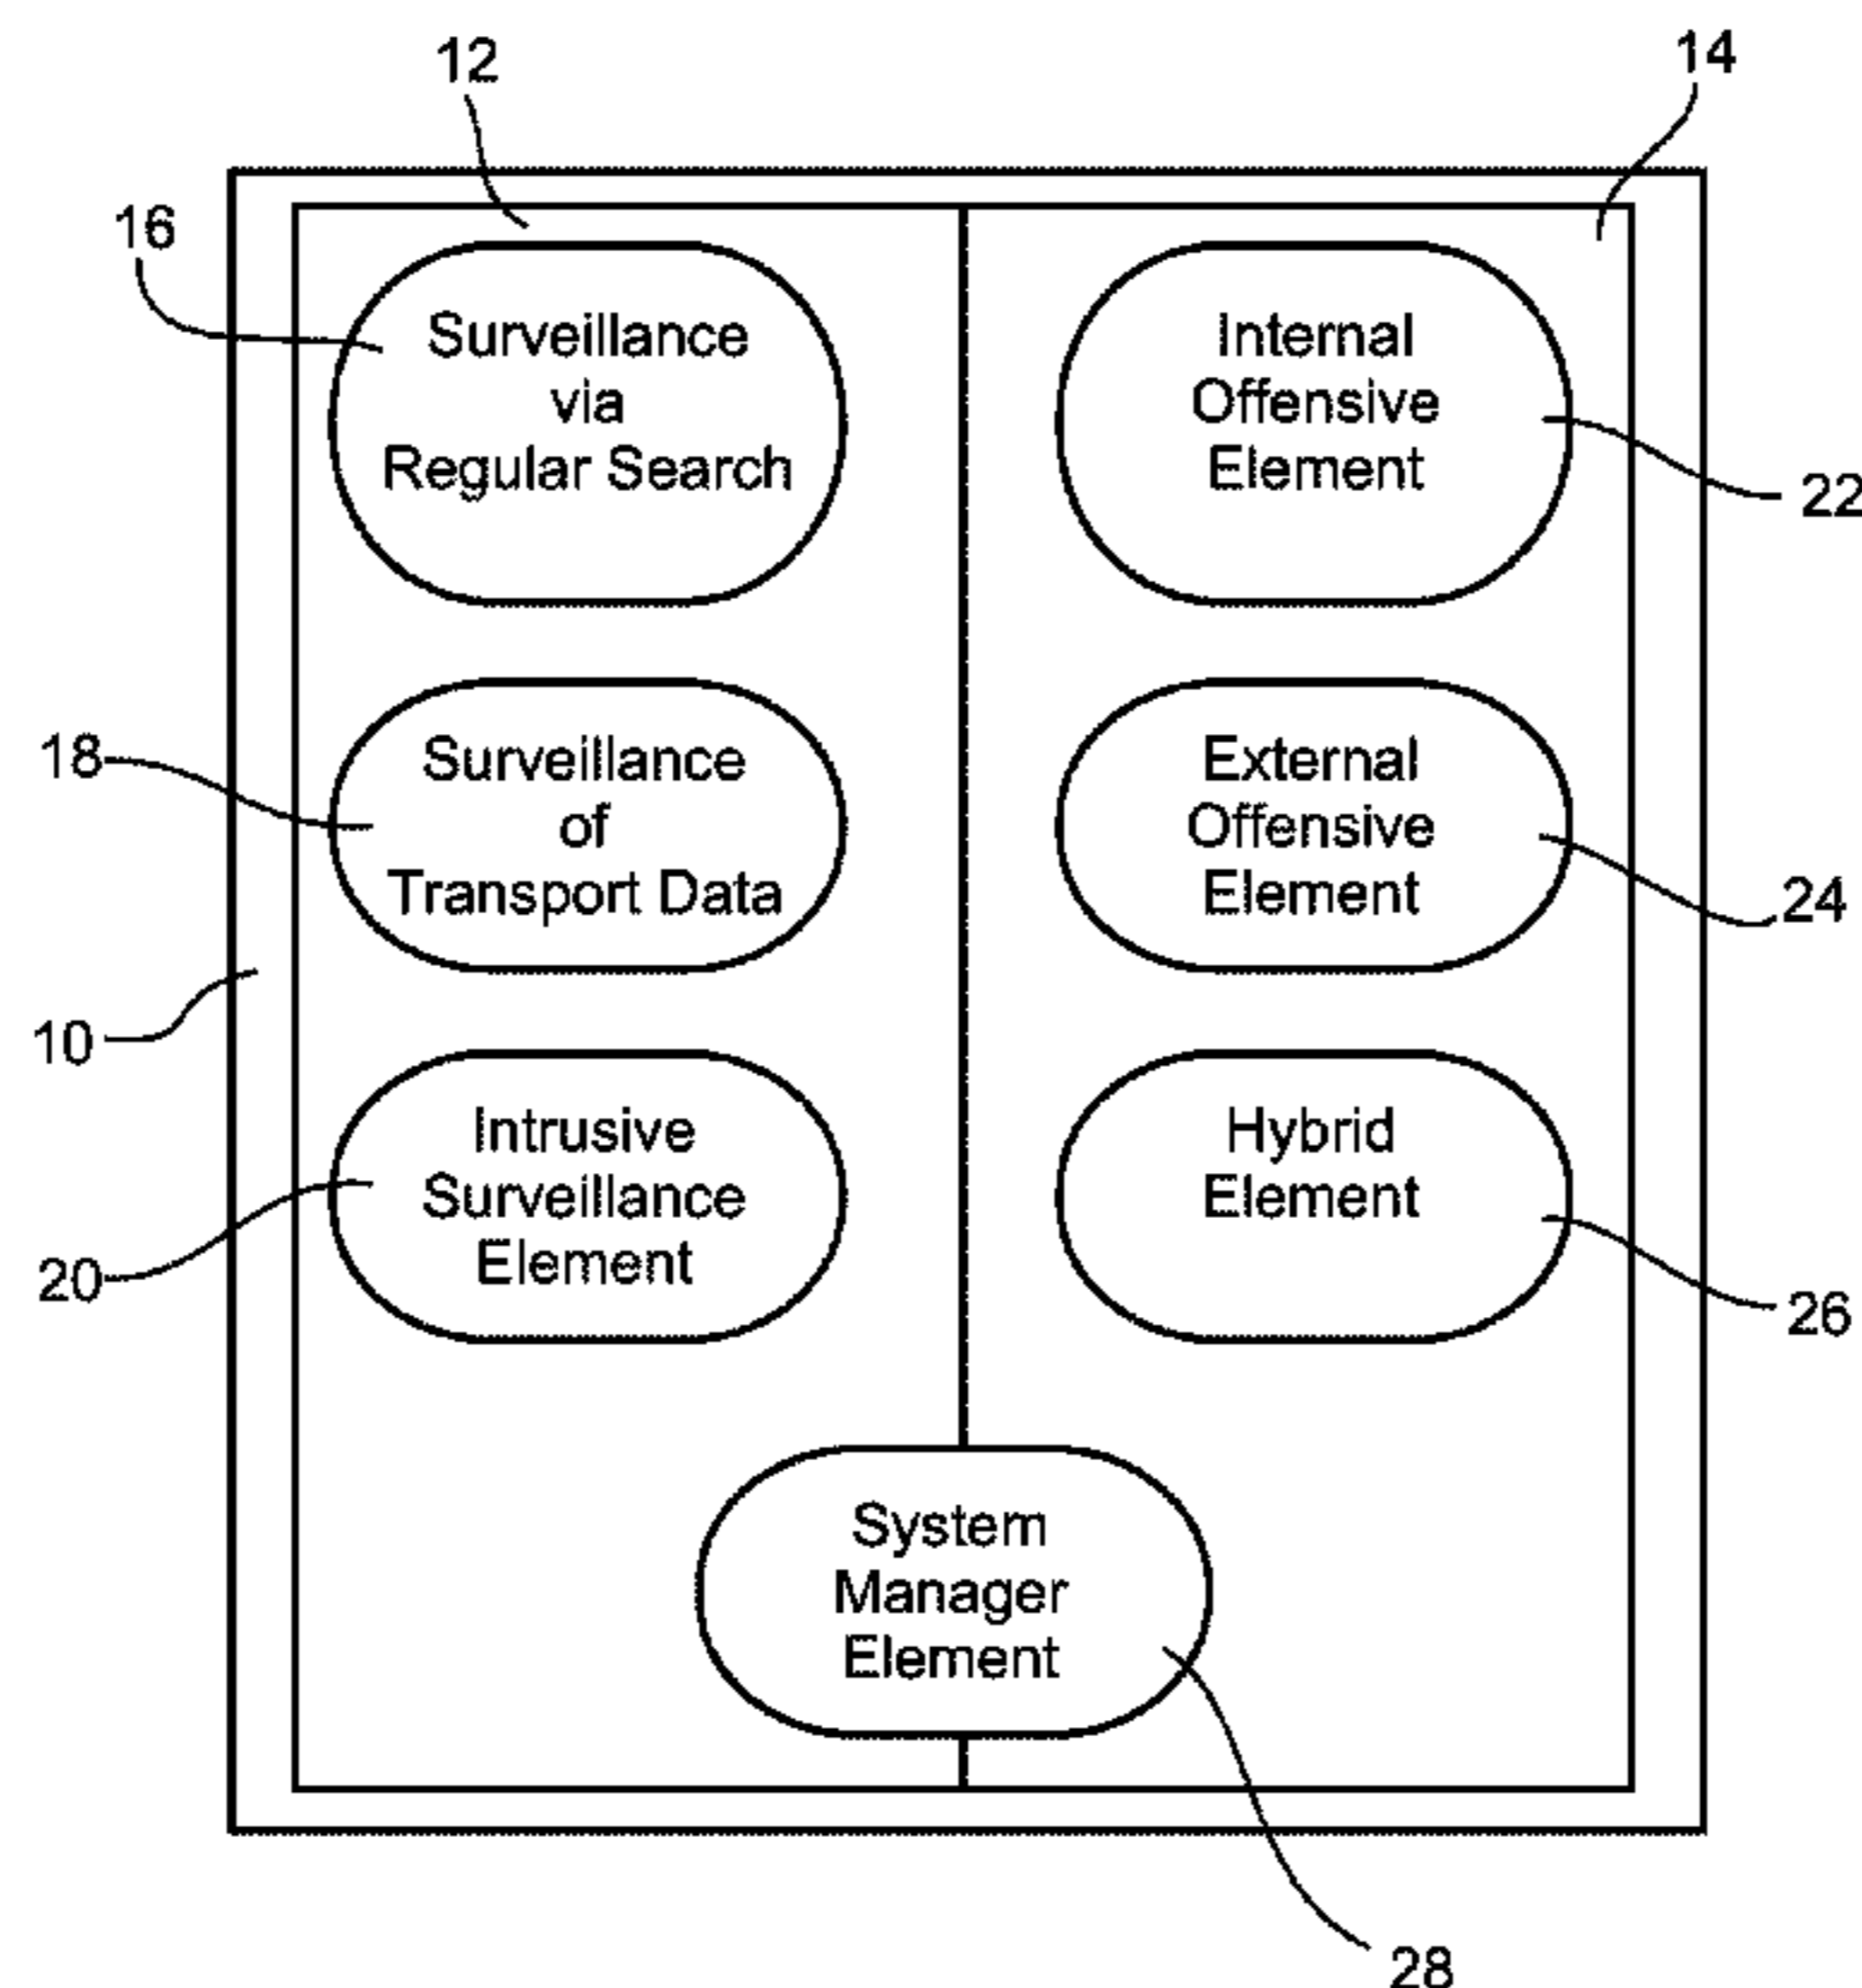 12
14
16
Surveillance
via
Regular Search
Internal
Offensive
Element
22
18
Surveillance
of
Transport Data
External
Offensive
Element
24
10
Intrusive
Surveillance
Element
20
Hybrid
Element
26
System
Manager
Element
28